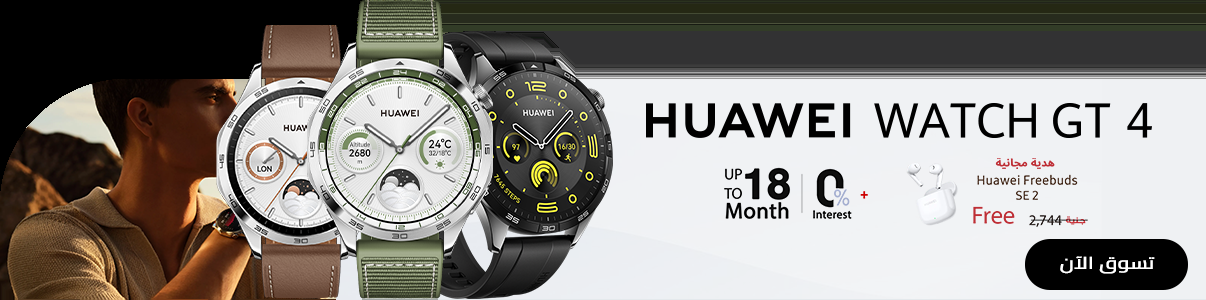 HUAWEI WATCH GT 4
UP TO 18 Month
0% Interest
+
هدية مجانية
Huawei Freebuds
SE 2
Free 2,744 جنية
تسوق الآن
HUAWEI
Altitude
2680
m
24°C
32/18°C
HUAW
LON
HUAWEI
97
16/30
7645 STEPS